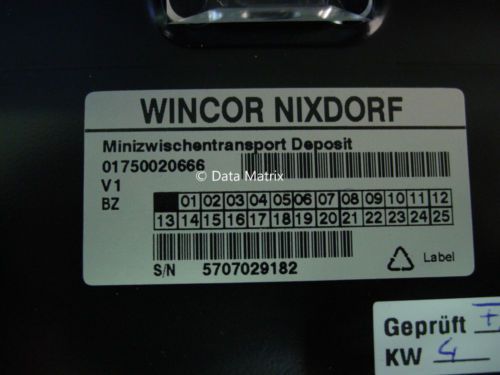 WINCOR NIXDORF
Minizwischentransport Deposit
01750020666
© Data Matrix
V1
BZ 01 02 03 04 05 06 07 08 09 10 11 12
13 14 15 16 17 18 19 20 21 22 23 24 25
S/N 5707029182
Label
Geprüft
KW 4